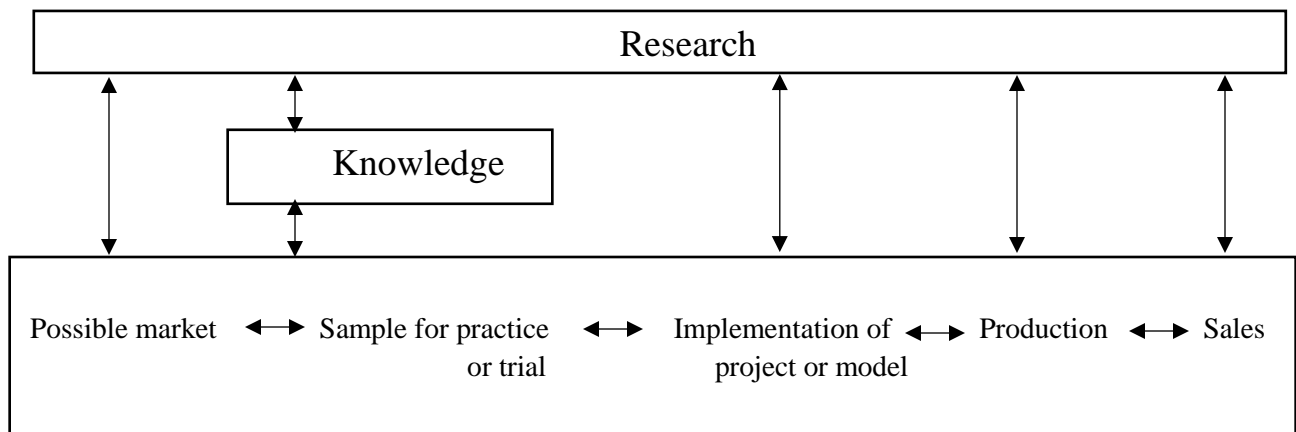 Research
Knowledge
Possible market
Sample for practice
or trial
Implementation of
project or model
Production
Sales